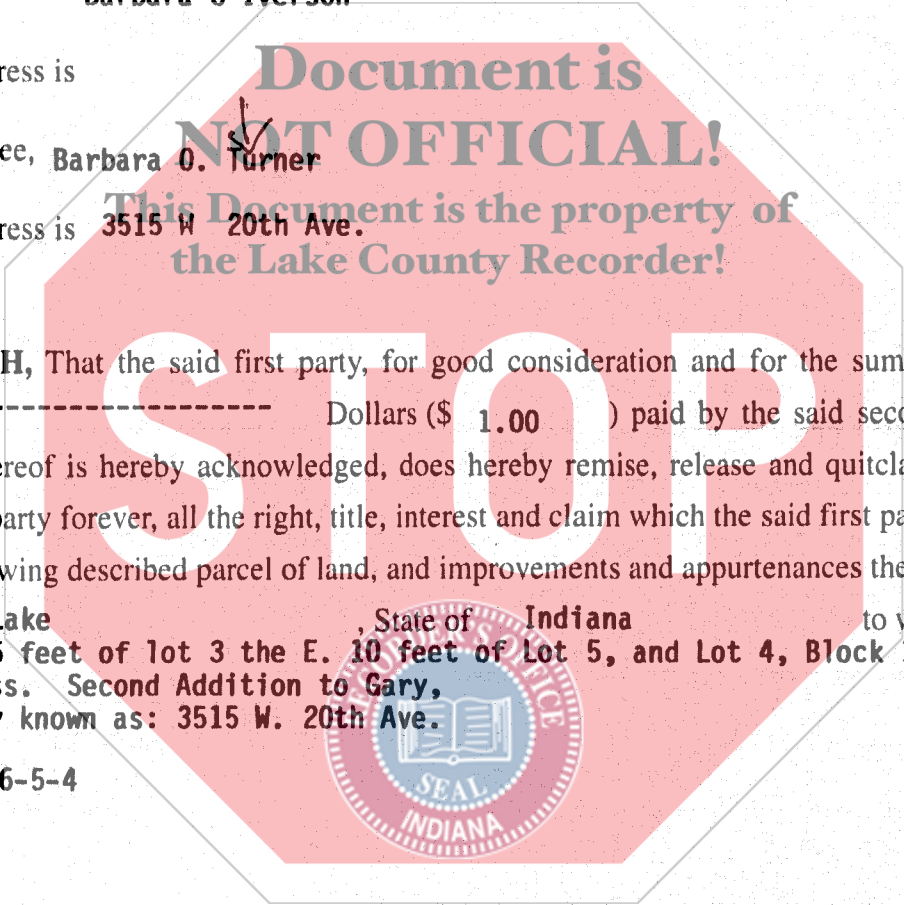 Barbara O Iverson
ress is
Document is
NOT OFFICIAL!
ee, Barbara O. Turner
This Document is the property of
ress is 3515 W 20th Ave.
the Lake County Recorder!
STOP
H, That the said first party, for good consideration and for the sum
------------------- Dollars ($ 1.00 ) paid by the said seco
ereof is hereby acknowledged, does hereby remise, release and quitcla
party forever, all the right, title, interest and claim which the said first pa
wing described parcel of land, and improvements and appurtenances the
Lake , State of Indiana to
feet of lot 3 the E. 10 feet of Lot 5, and Lot 4, Block
s. Second Addition to Gary,
known as: 3515 W. 20th Ave.
6-5-4
RECORDER'S OFFICE
SEAL
INDIANA